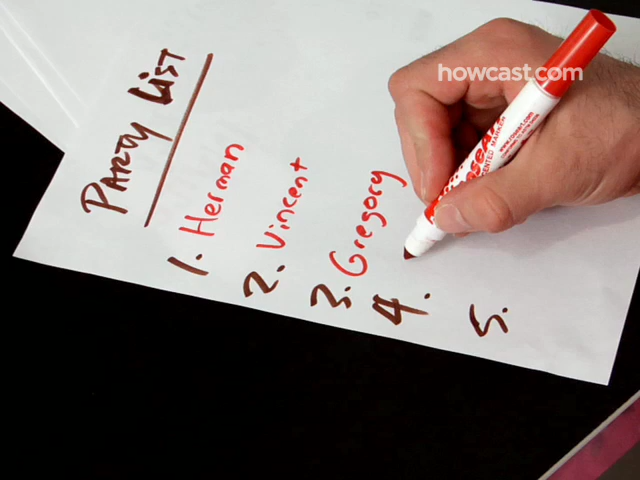 howcast.com
PARTY LIST
1. Herman
2. Vincent
3. Gregory
4.
5.